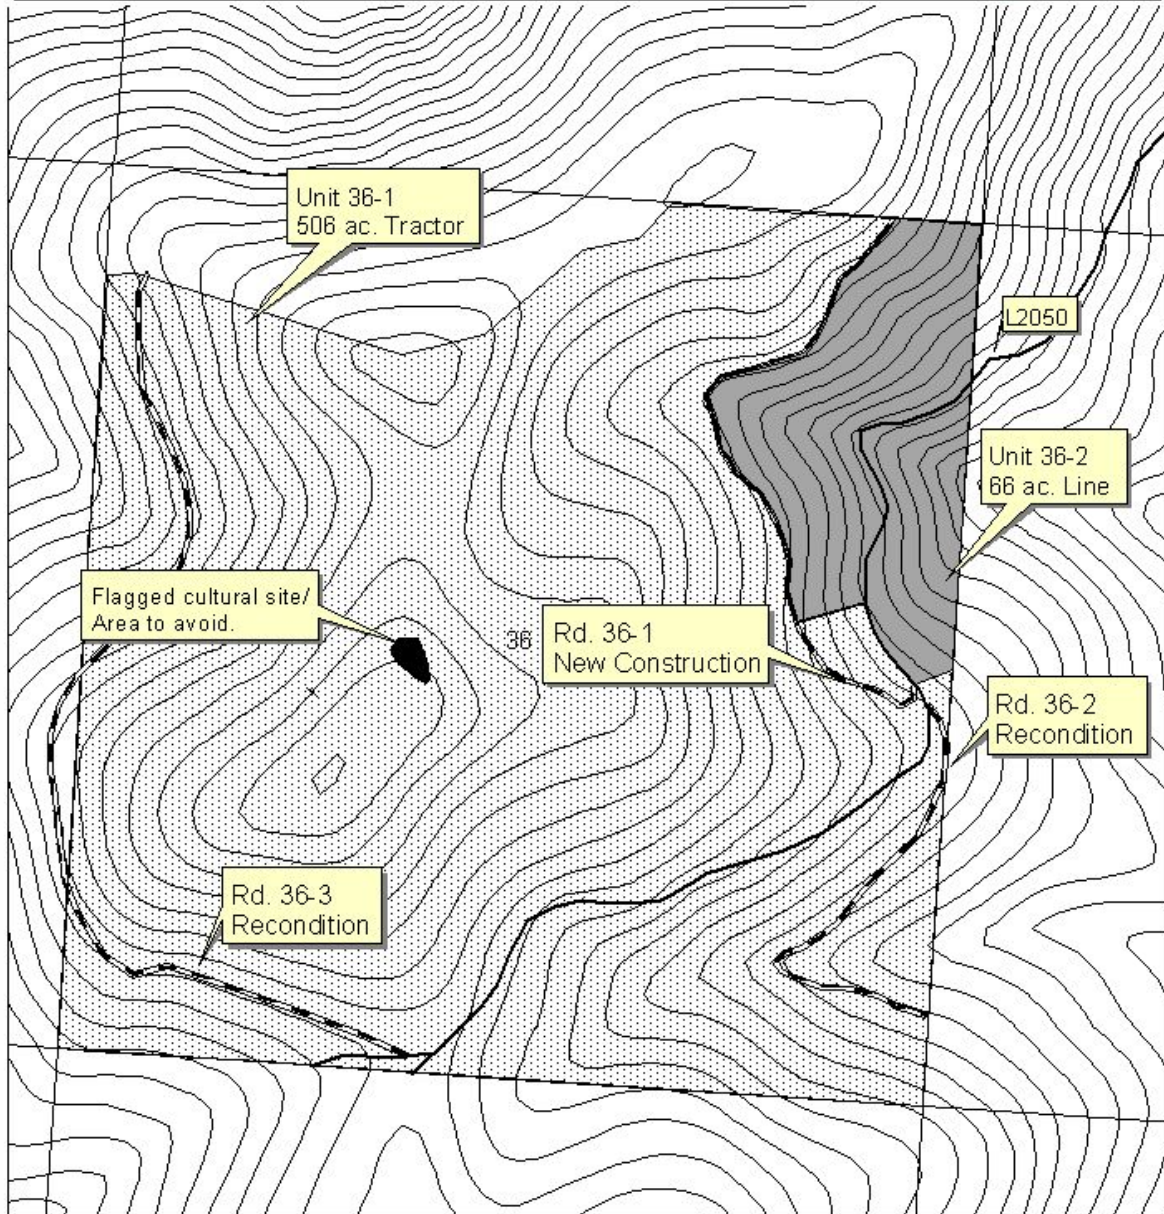 Unit 36-1
506 ac. Tractor
L2050
Unit 36-2
66 ac. Line
Flagged cultural site/
Area to avoid.
36
Rd. 36-1
New Construction
Rd. 36-2
Recondition
Rd. 36-3
Recondition